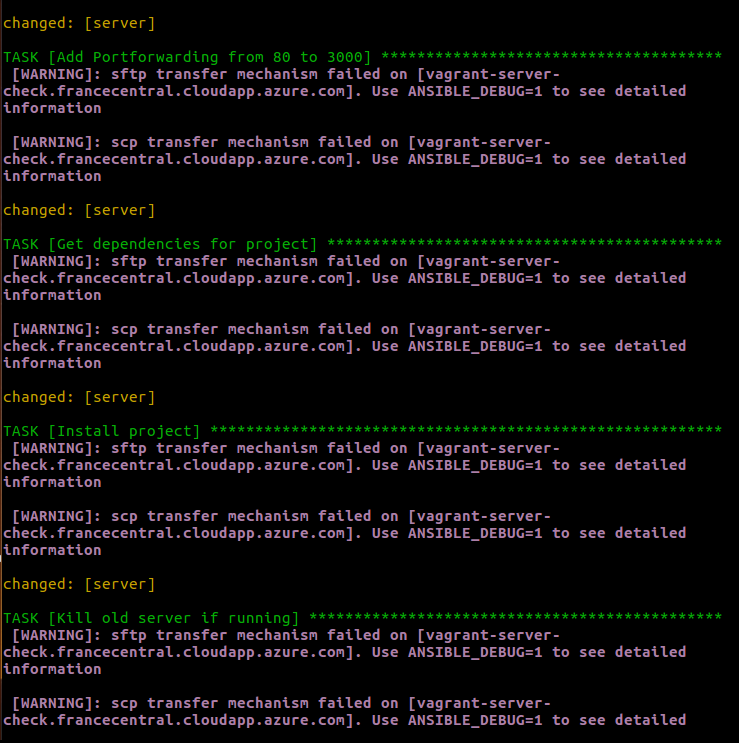 changed: [server]
TASK [Add Portforwarding from 80 to 3000] **************************************
[WARNING]: sftp transfer mechanism failed on [vagrant-server-
check.francecentral.cloudapp.azure.com]. Use ANSIBLE_DEBUG=1 to see detailed
information
[WARNING]: scp transfer mechanism failed on [vagrant-server-
check.francecentral.cloudapp.azure.com]. Use ANSIBLE_DEBUG=1 to see detailed
information
changed: [server]
TASK [Get dependencies for project] ********************************************
[WARNING]: sftp transfer mechanism failed on [vagrant-server-
check.francecentral.cloudapp.azure.com]. Use ANSIBLE_DEBUG=1 to see detailed
information
[WARNING]: scp transfer mechanism failed on [vagrant-server-
check.francecentral.cloudapp.azure.com]. Use ANSIBLE_DEBUG=1 to see detailed
information
changed: [server]
TASK [Install project] *********************************************************
[WARNING]: sftp transfer mechanism failed on [vagrant-server-
check.francecentral.cloudapp.azure.com]. Use ANSIBLE_DEBUG=1 to see detailed
information
[WARNING]: scp transfer mechanism failed on [vagrant-server-
check.francecentral.cloudapp.azure.com]. Use ANSIBLE_DEBUG=1 to see detailed
information
changed: [server]
TASK [Kill old server if running] **********************************************
[WARNING]: sftp transfer mechanism failed on [vagrant-server-
check.francecentral.cloudapp.azure.com]. Use ANSIBLE_DEBUG=1 to see detailed
information
[WARNING]: scp transfer mechanism failed on [vagrant-server-
check.francecentral.cloudapp.azure.com]. Use ANSIBLE_DEBUG=1 to see detailed